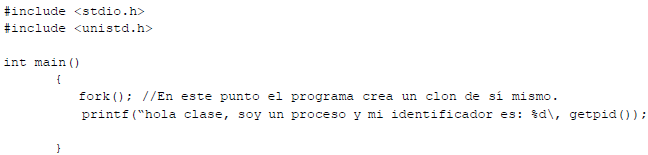 #include <stdio.h>
#include <unistd.h>
int main()
{
fork(); //En este punto el programa crea un clon de sí mismo.
printf(“hola clase, soy un proceso y mi identificador es: %d\, getpid());
}